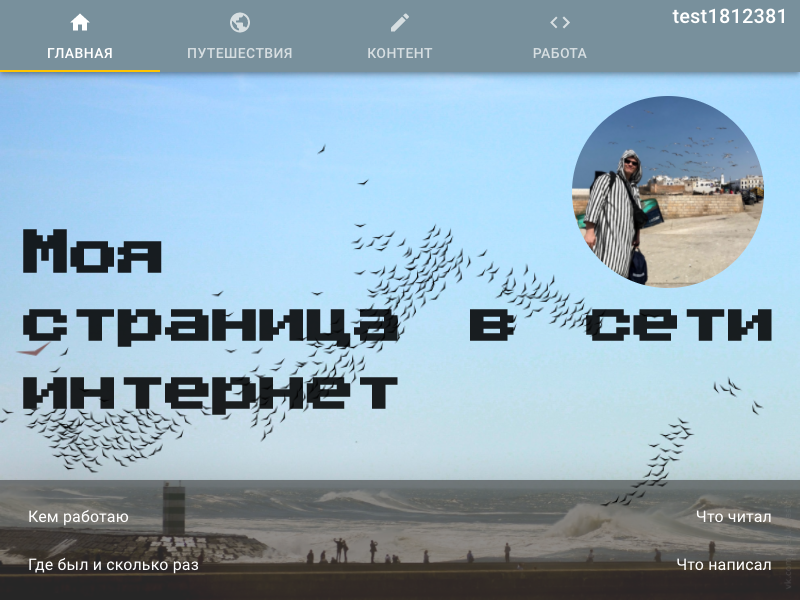 test1812381
ГЛАВНАЯ
ПУТЕШЕСТВИЯ
КОНТЕНТ
РАБОТА
Моя
страница в сети
интернет
Кем работаю
Что читал
Где был и сколько раз
Что написал